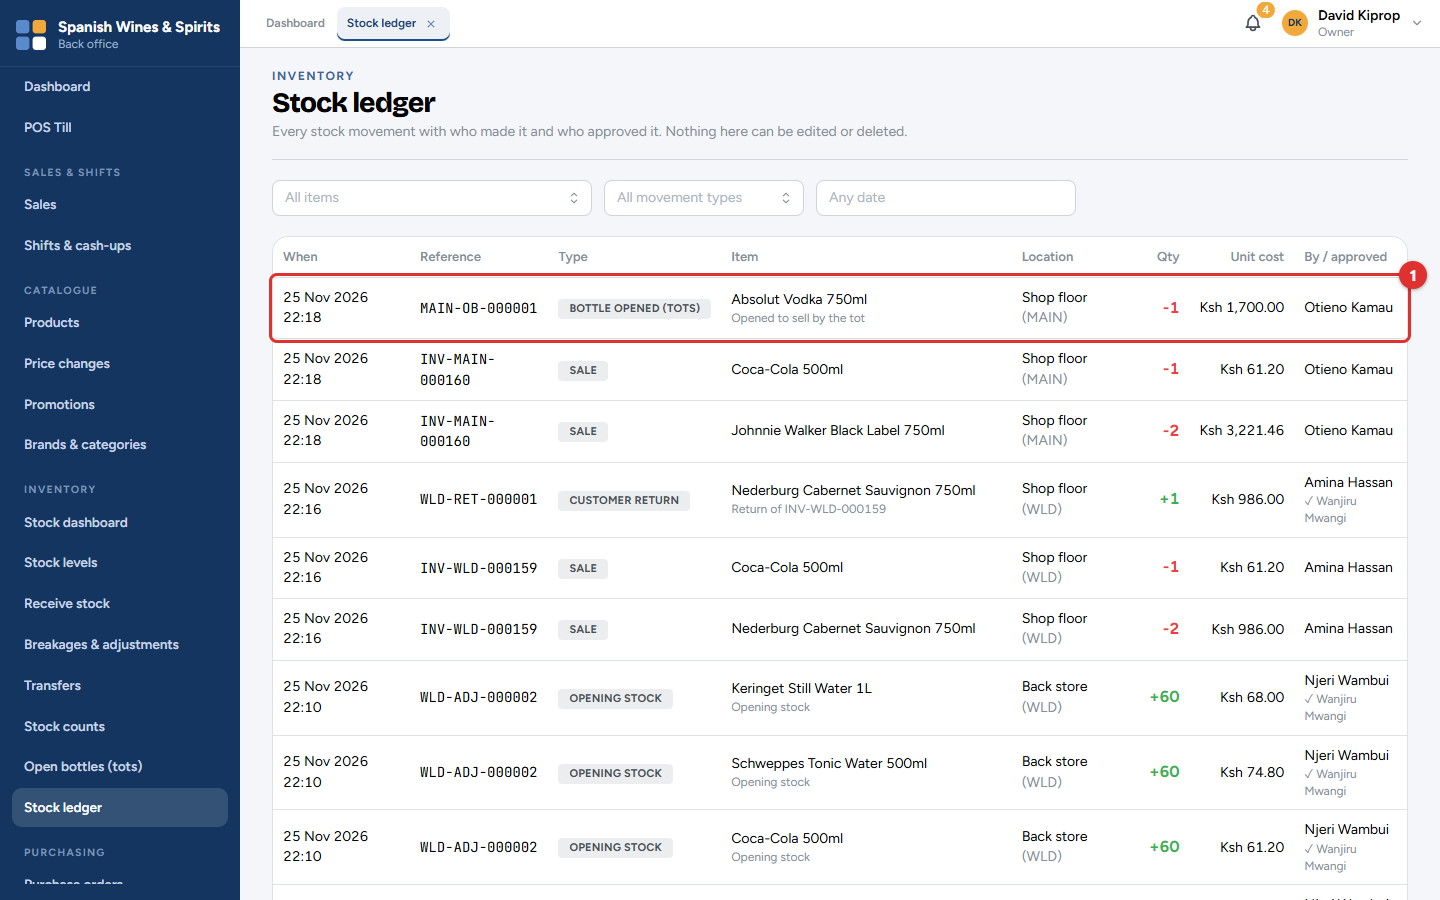 Spanish Wines & Spirits
Back office
Dashboard
POS Till
SALES & SHIFTS
Sales
Shifts & cash-ups
CATALOGUE
Products
Price changes
Promotions
Brands & categories
INVENTORY
Stock dashboard
Stock levels
Receive stock
Breakages & adjustments
Transfers
Stock counts
Open bottles (tots)
Stock ledger
PURCHASING
Purchase orders
Dashboard
Stock ledger ×
4
DK
David Kiprop
Owner
INVENTORY
Stock ledger
Every stock movement with who made it and who approved it. Nothing here can be edited or deleted.
All items
All movement types
Any date
When Reference Type Item Location Qty Unit cost By / approved
1
25 Nov 2026
22:18
MAIN-OB-000001
BOTTLE OPENED (TOTS)
Absolut Vodka 750ml
Opened to sell by the tot
Shop floor
(MAIN)
-1
Ksh 1,700.00
Otieno Kamau
25 Nov 2026
22:18
INV-MAIN-
000160
SALE
Coca-Cola 500ml
Shop floor
(MAIN)
-1
Ksh 61.20
Otieno Kamau
25 Nov 2026
22:18
INV-MAIN-
000160
SALE
Johnnie Walker Black Label 750ml
Shop floor
(MAIN)
-2
Ksh 3,221.46
Otieno Kamau
25 Nov 2026
22:16
WLD-RET-000001
CUSTOMER RETURN
Nederburg Cabernet Sauvignon 750ml
Return of INV-WLD-000159
Shop floor
(WLD)
+1
Ksh 986.00
Amina Hassan
✓ Wanjiru
Mwangi
25 Nov 2026
22:16
INV-WLD-000159
SALE
Coca-Cola 500ml
Shop floor
(WLD)
-1
Ksh 61.20
Amina Hassan
25 Nov 2026
22:16
INV-WLD-000159
SALE
Nederburg Cabernet Sauvignon 750ml
Shop floor
(WLD)
-2
Ksh 986.00
Amina Hassan
25 Nov 2026
22:10
WLD-ADJ-000002
OPENING STOCK
Keringet Still Water 1L
Opening stock
Back store
(WLD)
+60
Ksh 68.00
Njeri Wambui
✓ Wanjiru
Mwangi
25 Nov 2026
22:10
WLD-ADJ-000002
OPENING STOCK
Schweppes Tonic Water 500ml
Opening stock
Back store
(WLD)
+60
Ksh 74.80
Njeri Wambui
✓ Wanjiru
Mwangi
25 Nov 2026
22:10
WLD-ADJ-000002
OPENING STOCK
Coca-Cola 500ml
Opening stock
Back store
(WLD)
+60
Ksh 61.20
Njeri Wambui
✓ Wanjiru
Mwangi